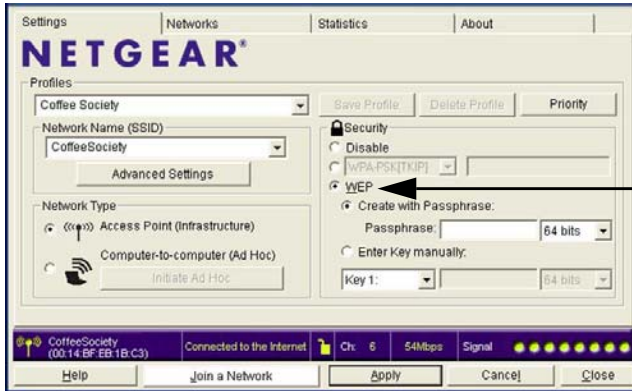 Settings Networks Statistics About
NETGEAR®
Profiles
Coffee Society Save Profile Delete Profile Priority
Network Name (SSID) Security
CoffeeSociety Disable
Advanced Settings WPA-PSK[TKIP]
WEP
Network Type Create with Passphrase:
Access Point (Infrastructure) Passphrase: 64 bits
Computer-to-computer (Ad Hoc) Enter Key manually:
Initiate Ad Hoc Key 1: 64 bits
CoffeeSociety Connected to the Internet Ch: 6 54Mbps Signal
(00:14:BF:EB:1B:C3)
Help Join a Network Apply Cancel Close